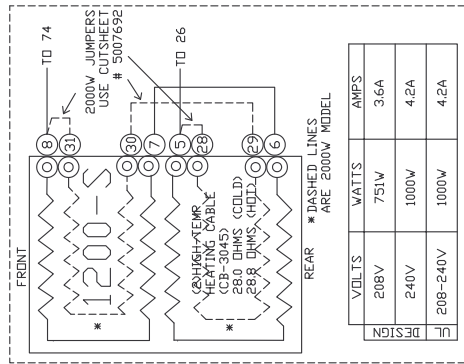 FRONT
TO 74
8
31
2000W JUMPERS
USE CUTSHEET
# 5007692
1200-S
*
30
7
TO 26
5
28
(2)HIGH TEMP.
HEATING CABLE
(CB-3045)
28.0 OHMS (COLD)
28.8 OHMS (HOT)
*
29
6
REAR
* DASHED LINES
ARE 2000W MODEL
VOLTS WATTS AMPS
DESIGN 208V 751W 3.6A
240V 1000W 4.2A
UL 208-240V 1000W 4.2A